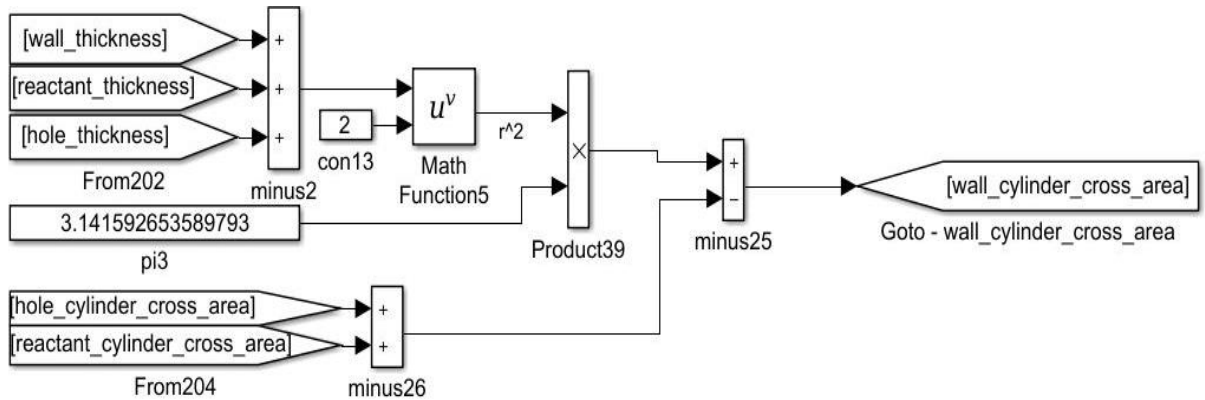 [wall_thickness]
[reactant_thickness]
[hole_thickness]
From202
+
+
+
minus2
2
con13
u^v
Math
Function5
r^2
3.141592653589793
pi3
×
Product39
+
−
minus25
[wall_cylinder_cross_area]
Goto - wall_cylinder_cross_area
[hole_cylinder_cross_area]
[reactant_cylinder_cross_area]
From204
+
+
minus26